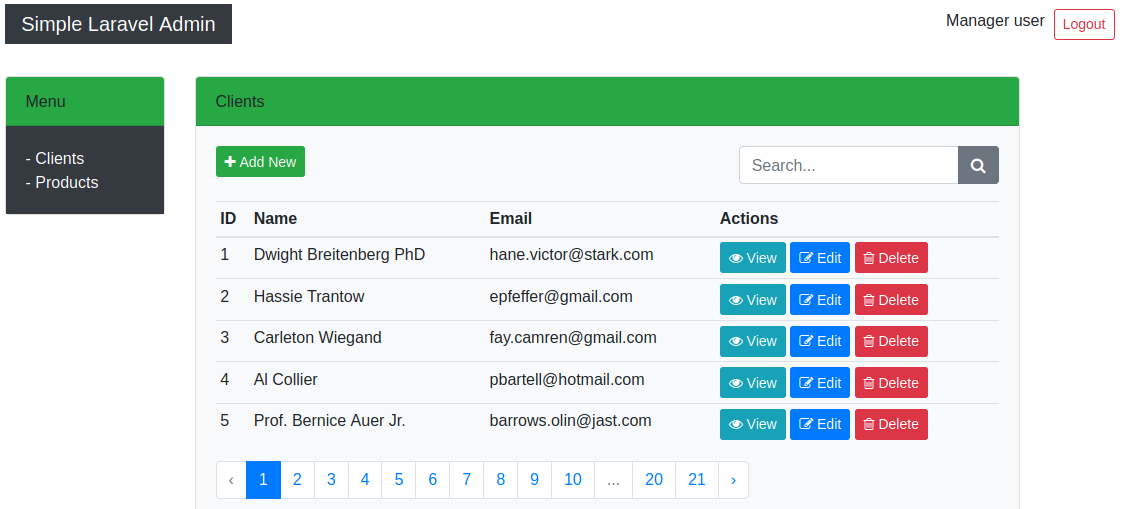 Simple Laravel Admin
Manager user Logout
Menu
- Clients
- Products
Clients
Add New
Search...
ID Name Email Actions
1 Dwight Breitenberg PhD hane.victor@stark.com View Edit Delete
2 Hassie Trantow epfeffer@gmail.com View Edit Delete
3 Carleton Wiegand fay.camren@gmail.com View Edit Delete
4 Al Collier pbartell@hotmail.com View Edit Delete
5 Prof. Bernice Auer Jr. barrows.olin@jast.com View Edit Delete
‹ 1 2 3 4 5 6 7 8 9 10 ... 20 21 ›